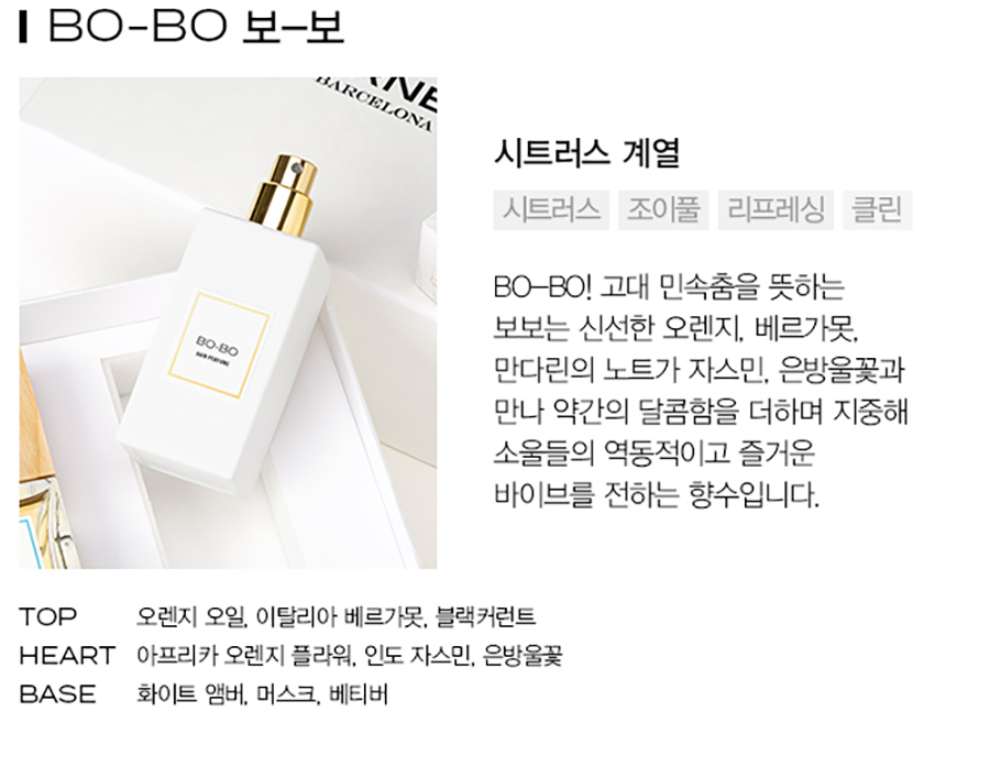 BO-BO 보-보
BARCELONA
시트러스 계열
시트러스 조이풀 리프레싱 클린
BO-BO! 고대 민속춤을 뜻하는
보보는 신선한 오렌지, 베르가못,
만다린의 노트가 자스민, 은방울꽃과
만나 약간의 달콤함을 더하며 지중해
소울들의 역동적이고 즐거운
바이브를 전하는 향수입니다.
BO-BO
HAIR PERFUME
TOP 오렌지 오일, 이탈리아 베르가못, 블랙커런트
HEART 아프리카 오렌지 플라워, 인도 자스민, 은방울꽃
BASE 화이트 앰버, 머스크, 베티버